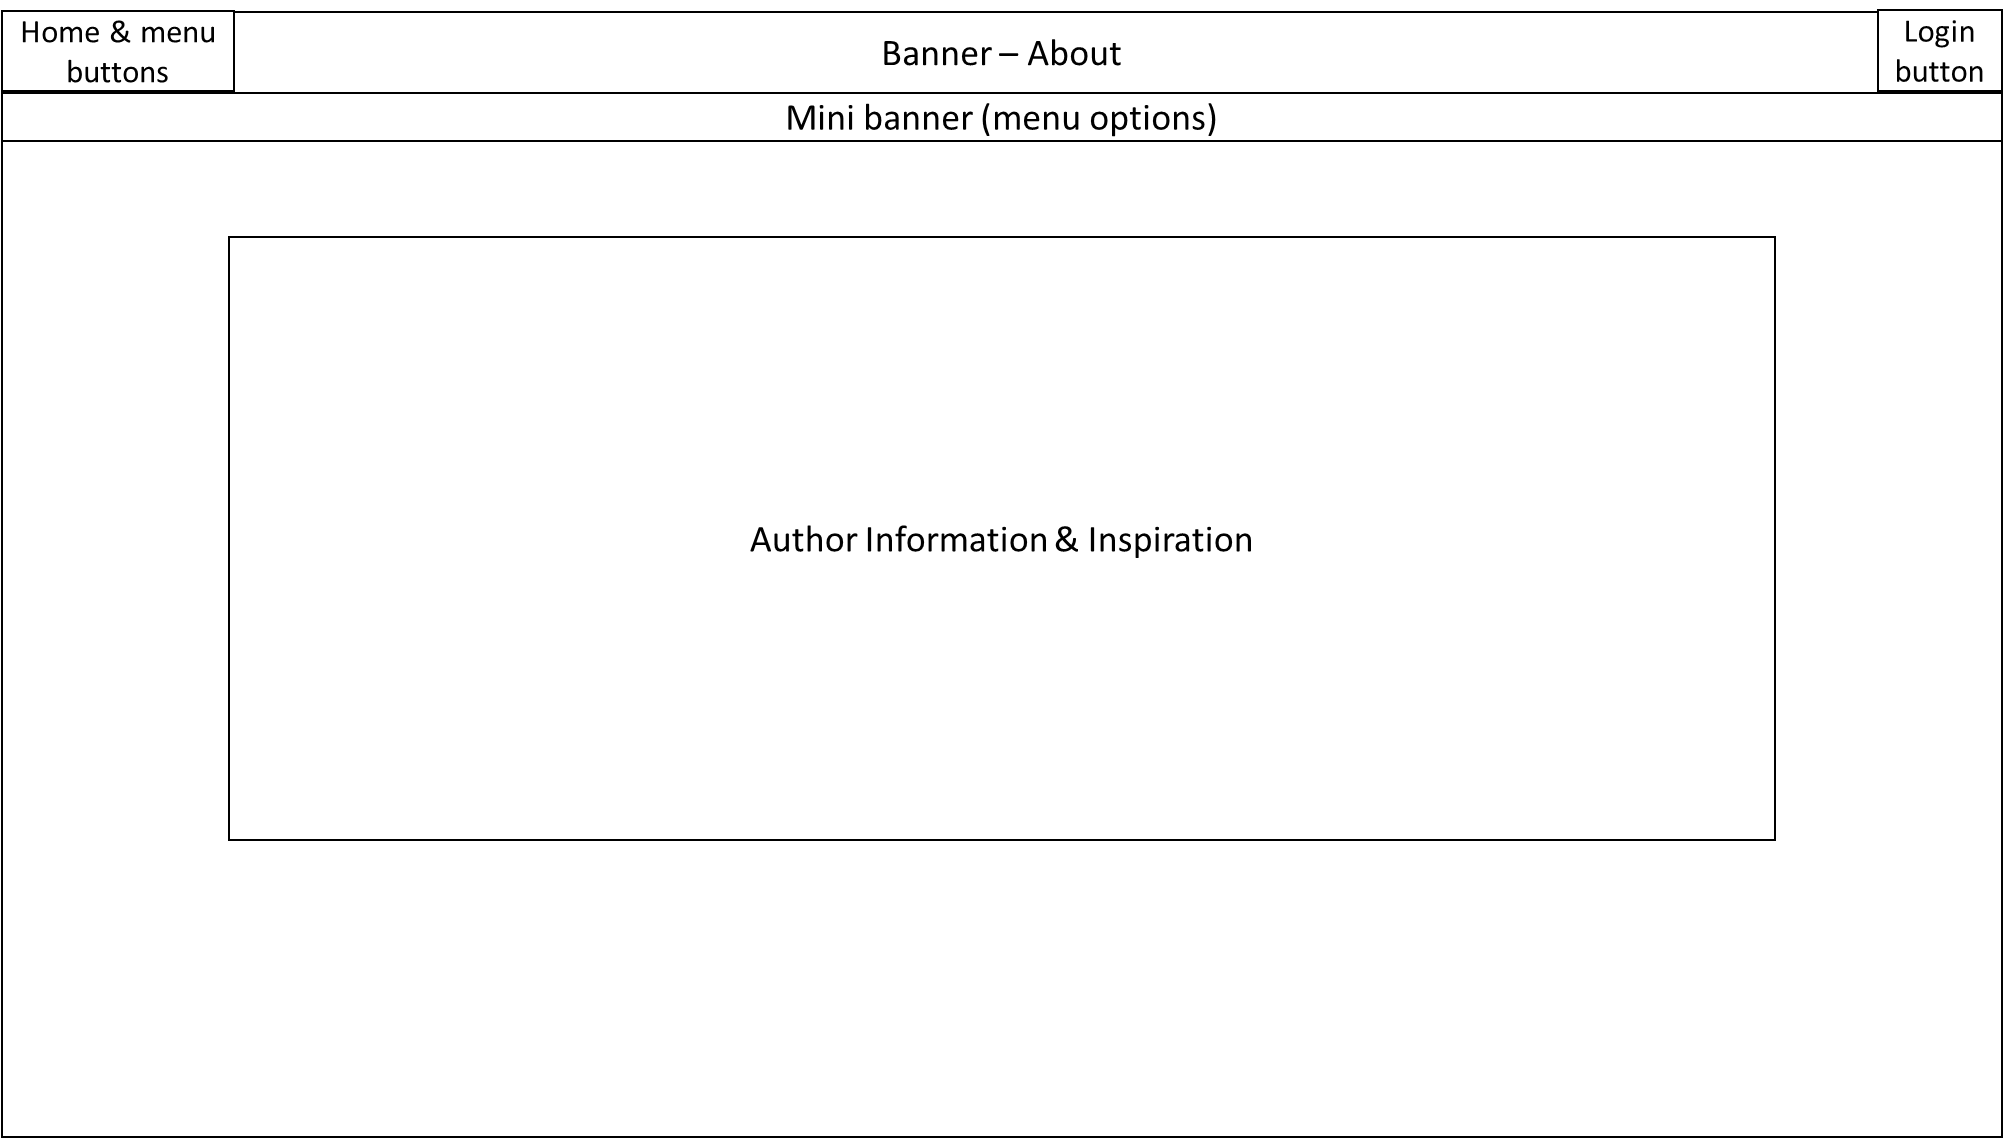 Home & menu
buttons
Banner – About
Login
button
Mini banner (menu options)
Author Information & Inspiration